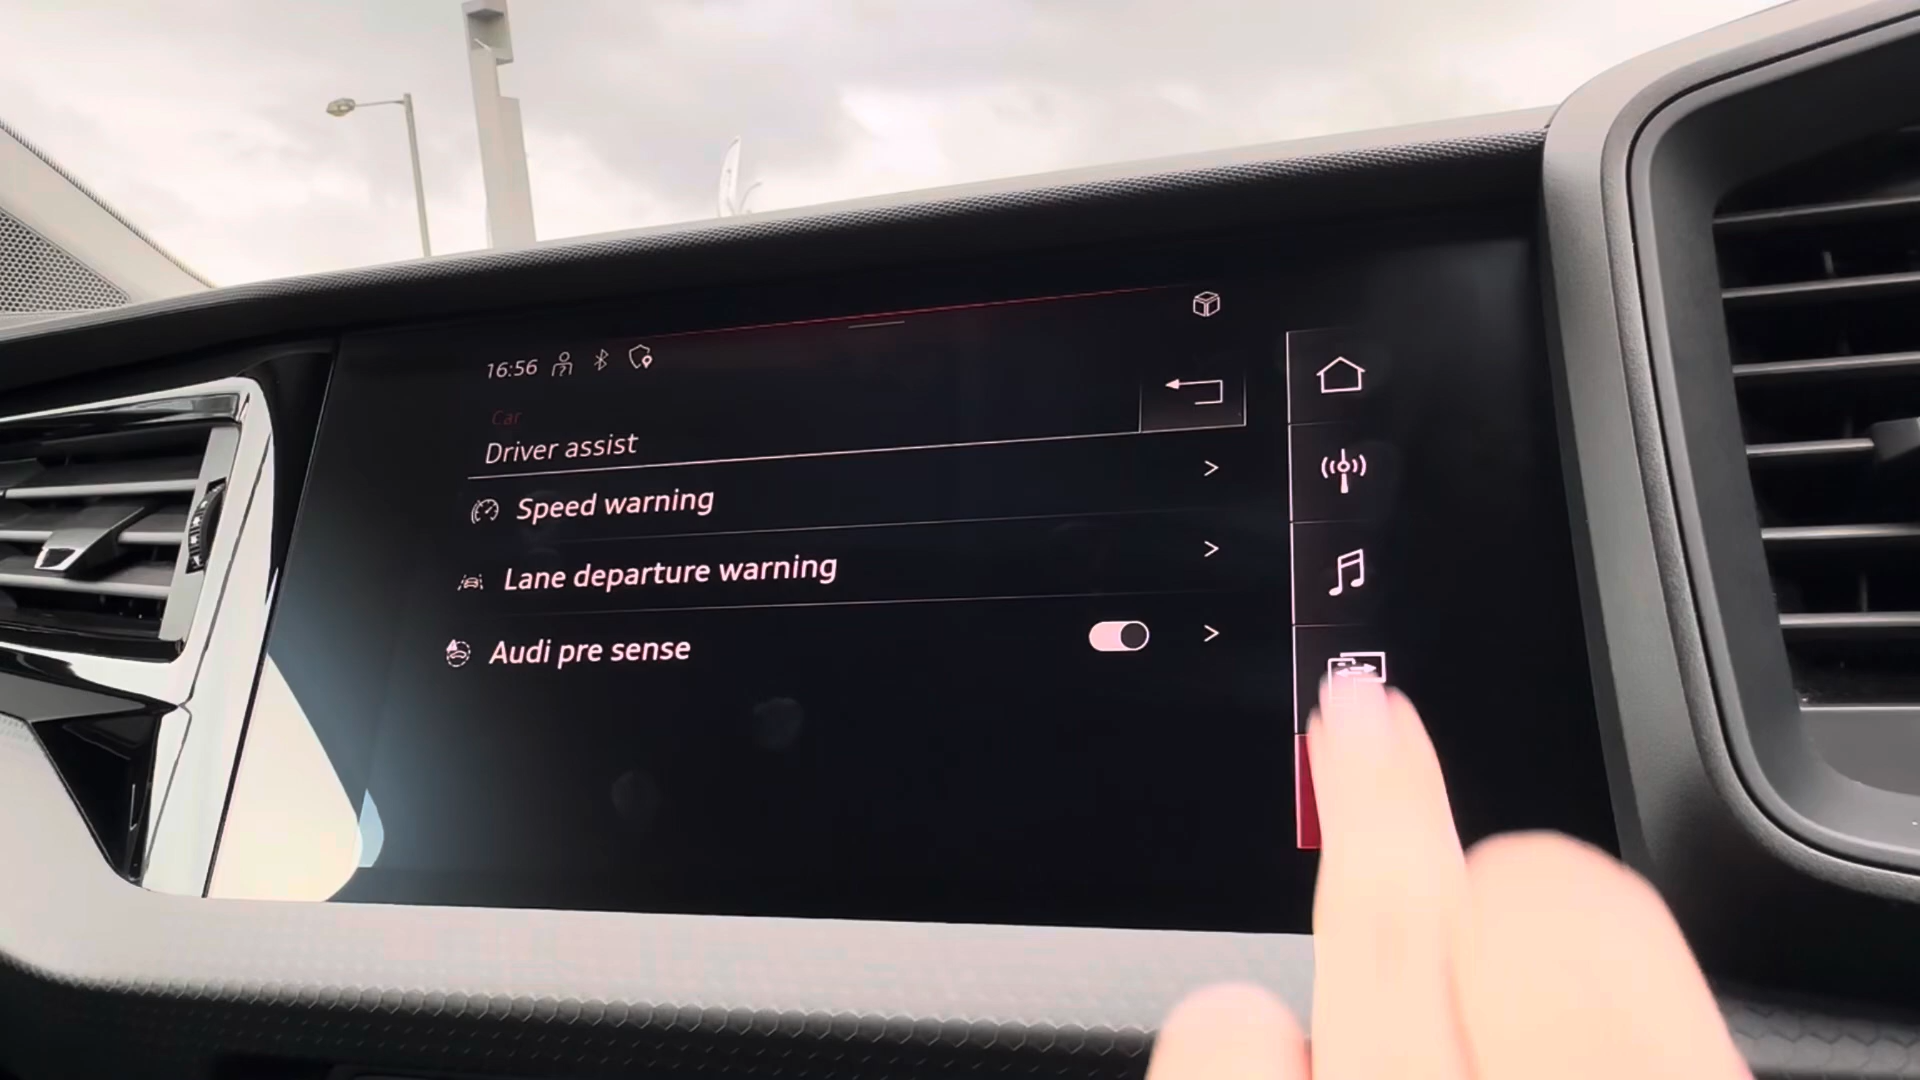 16:56
Car
Driver assist
Speed warning
Lane departure warning
Audi pre sense